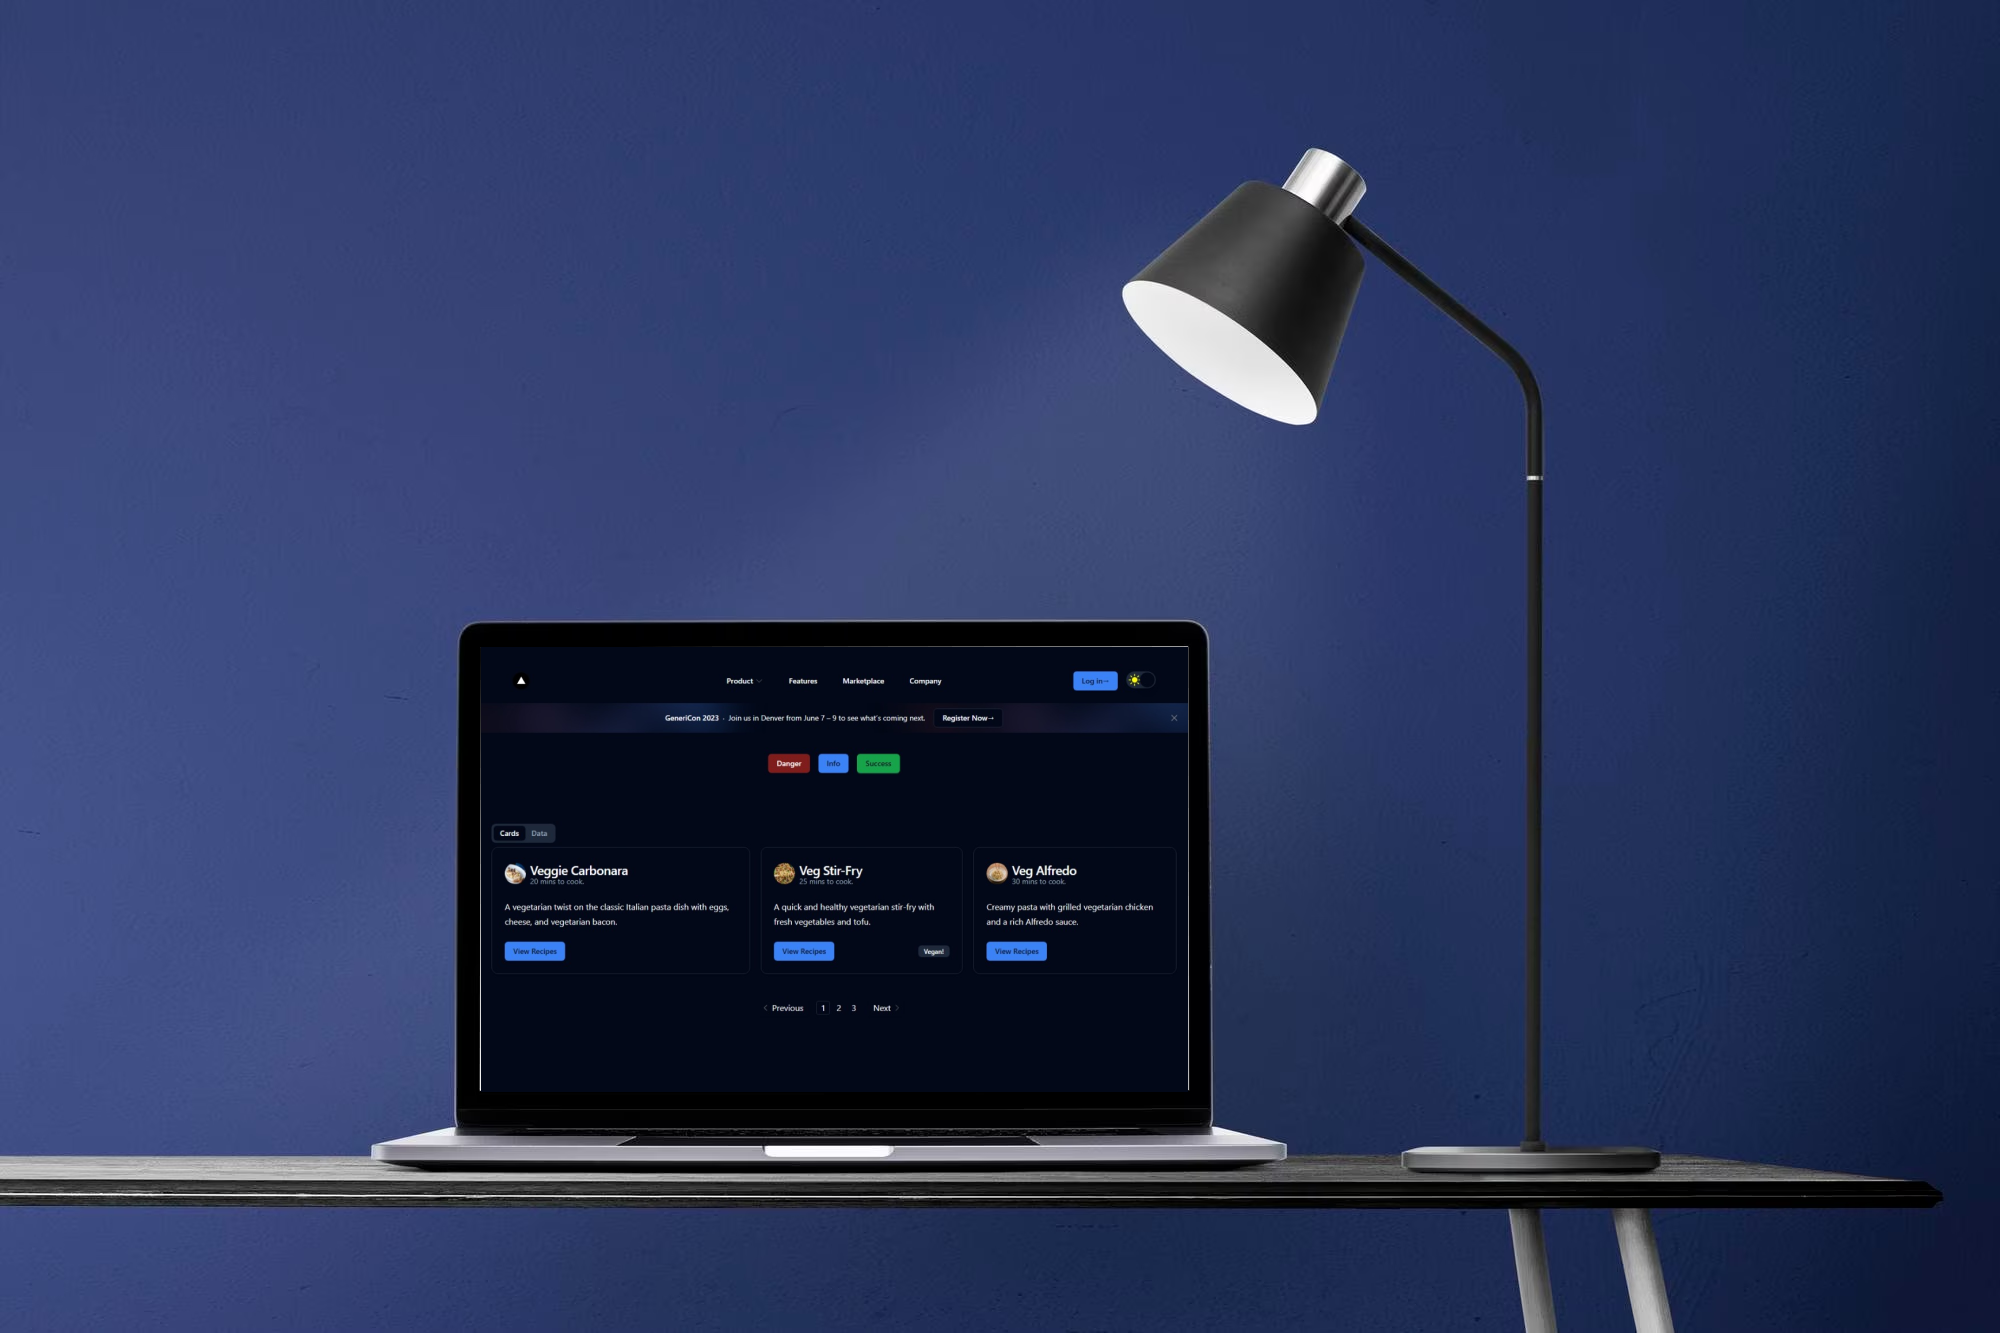 Product Features Marketplace Company Log in→
GeneriCon 2023 · Join us in Denver from June 7 – 9 to see what's coming next. Register Now→
Danger Info Success
Cards Data
Veggie Carbonara
20 mins to cook.
A vegetarian twist on the classic Italian pasta dish with eggs,
cheese, and vegetarian bacon.
View Recipes
Veg Stir-Fry
25 mins to cook.
A quick and healthy vegetarian stir-fry with
fresh vegetables and tofu.
View Recipes Vegan!
Veg Alfredo
30 mins to cook.
Creamy pasta with grilled vegetarian chicken
and a rich Alfredo sauce.
View Recipes
Previous 1 2 3 Next